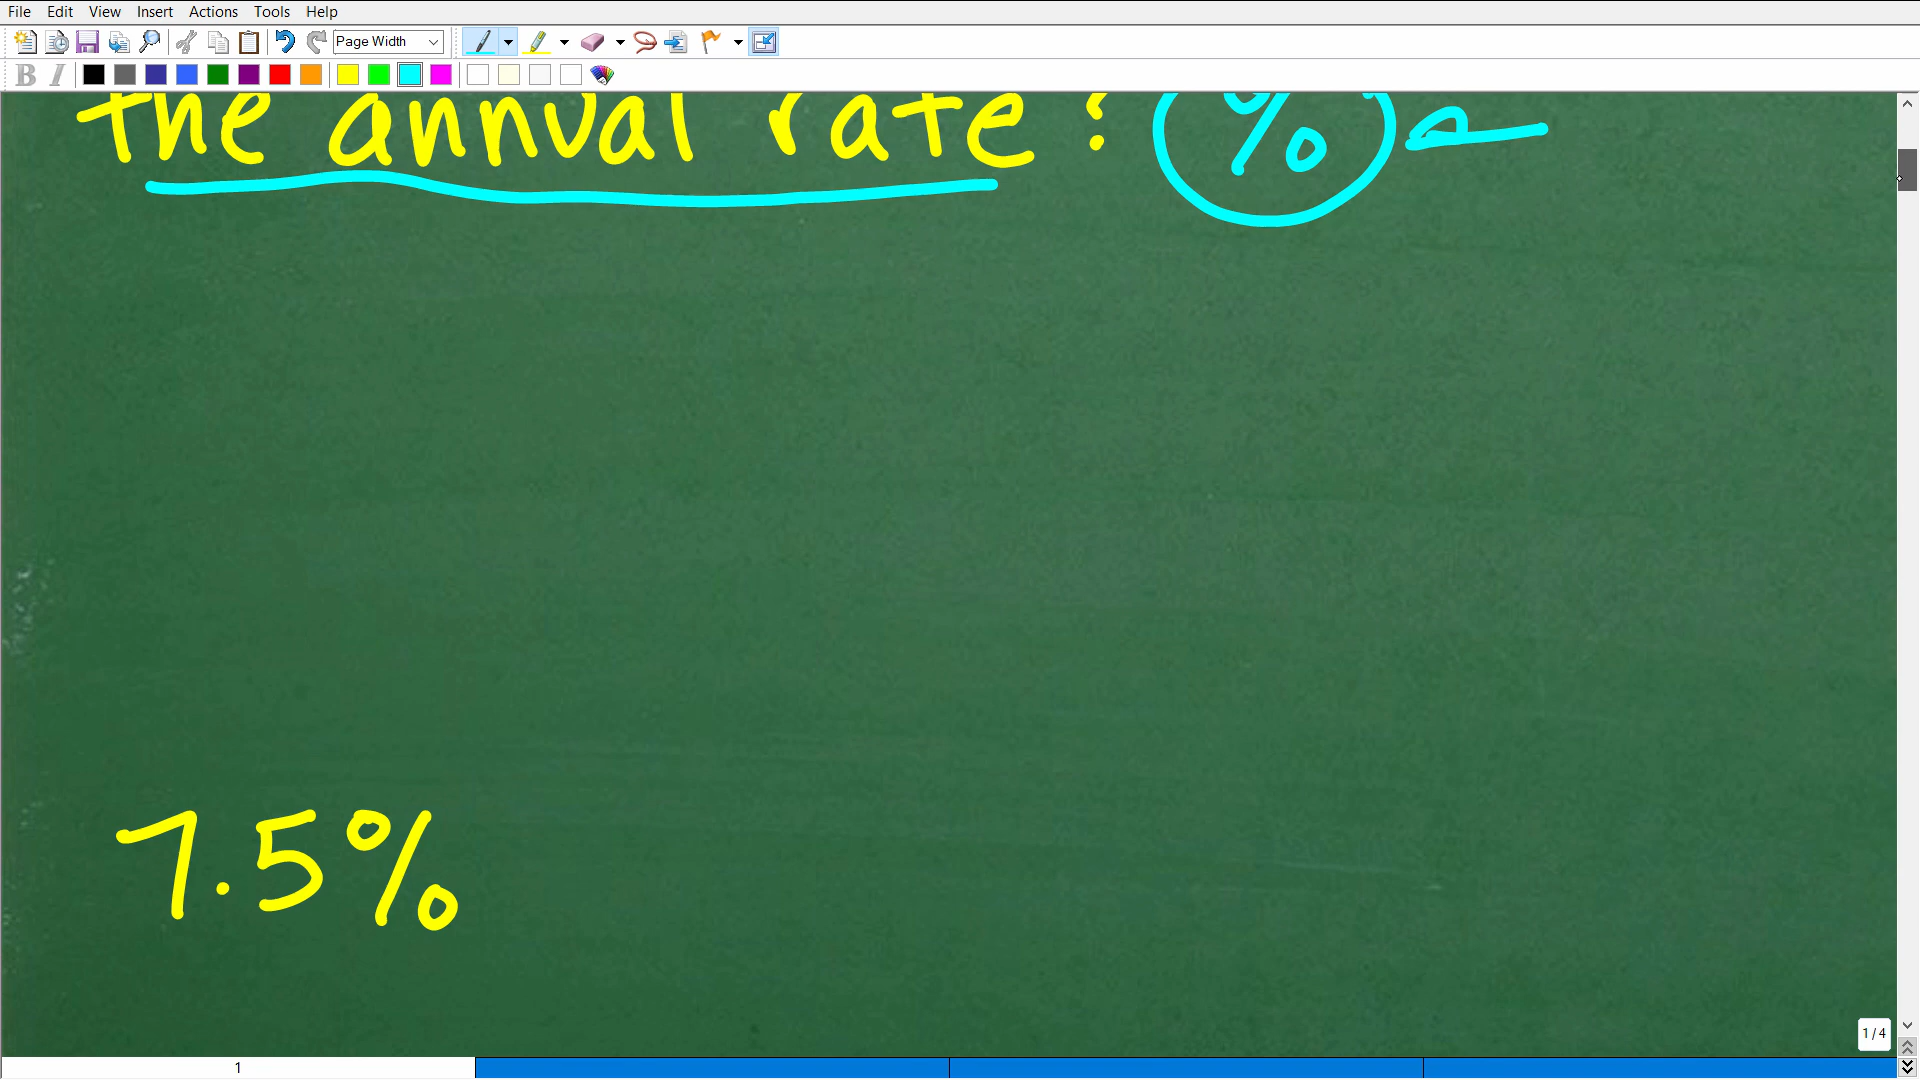 File Edit View Insert Actions Tools Help
Page Width
B I
the annual rate? %
7.5%
1 / 4
1